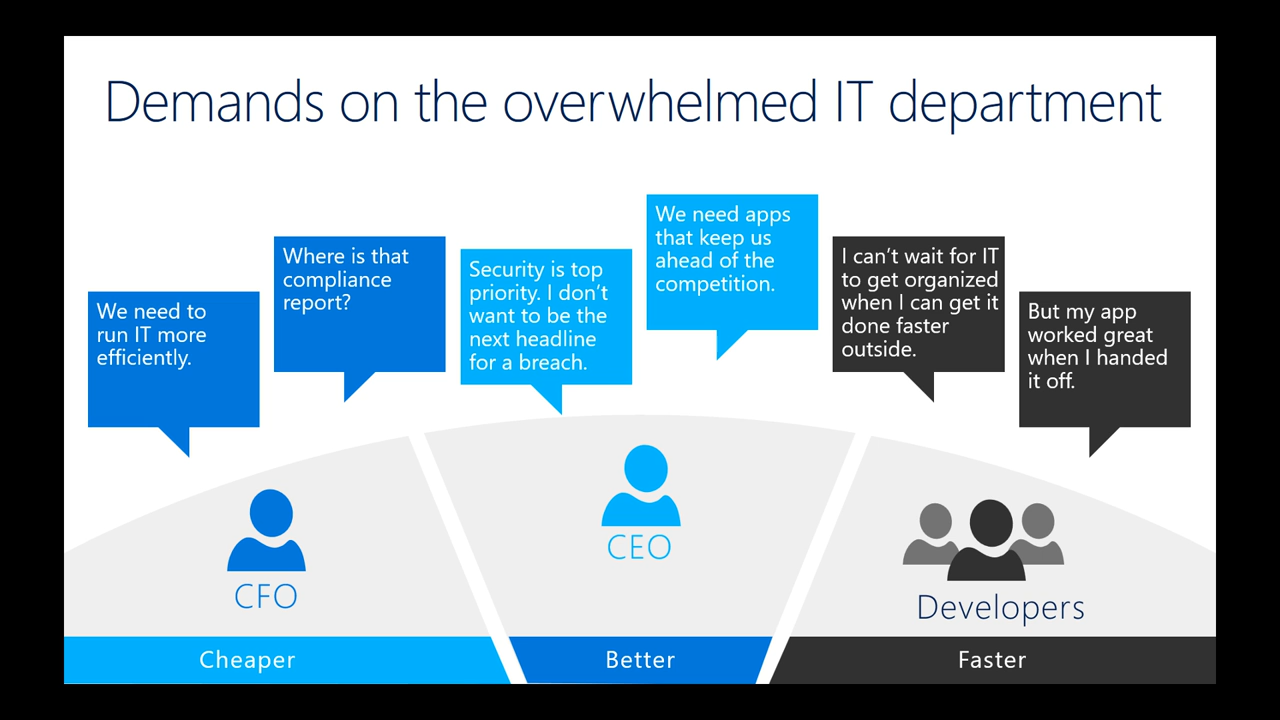 Demands on the overwhelmed IT department
We need to
run IT more
efficiently.
Where is that
compliance
report?
Security is top
priority. I don’t
want to be the
next headline
for a breach.
We need apps
that keep us
ahead of the
competition.
I can’t wait for IT
to get organized
when I can get it
done faster
outside.
But my app
worked great
when I handed
it off.
CFO
CEO
Developers
Cheaper
Better
Faster